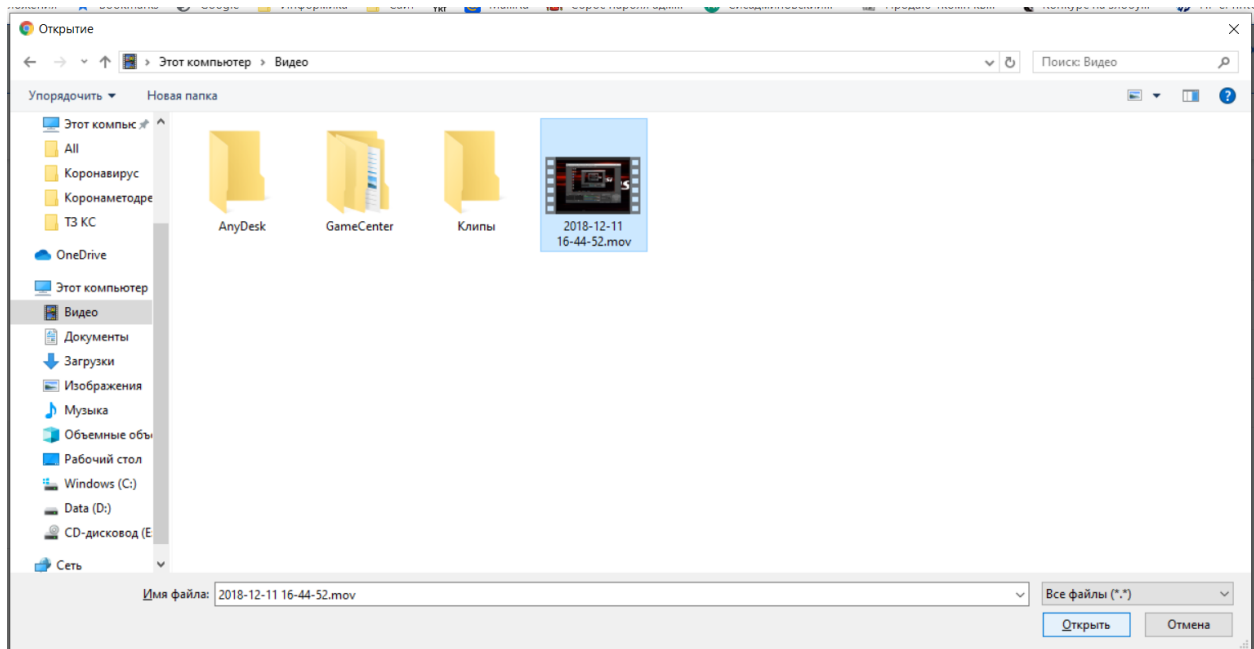 Открытие
Этот компьютер › Видео
Поиск: Видео
Упорядочить
Новая папка
Этот компьк
All
Коронавирус
Коронаметодре
ТЗ КС
OneDrive
Этот компьютер
Видео
Документы
Загрузки
Изображения
Музыка
Объемные объ
Рабочий стол
Windows (C:)
Data (D:)
CD-дисковод (E
Сеть
AnyDesk
GameCenter
Клипы
2018-12-11
16-44-52.mov
Имя файла:
2018-12-11 16-44-52.mov
Все файлы (*.*)
Открыть
Отмена